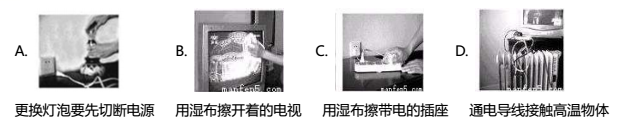 A. B. C. D.
manfen5.com manfen5.com manfen5.com
更换灯泡要先切断电源 用湿布擦开着的电视 用湿布擦带电的插座 通电导线接触高温物体